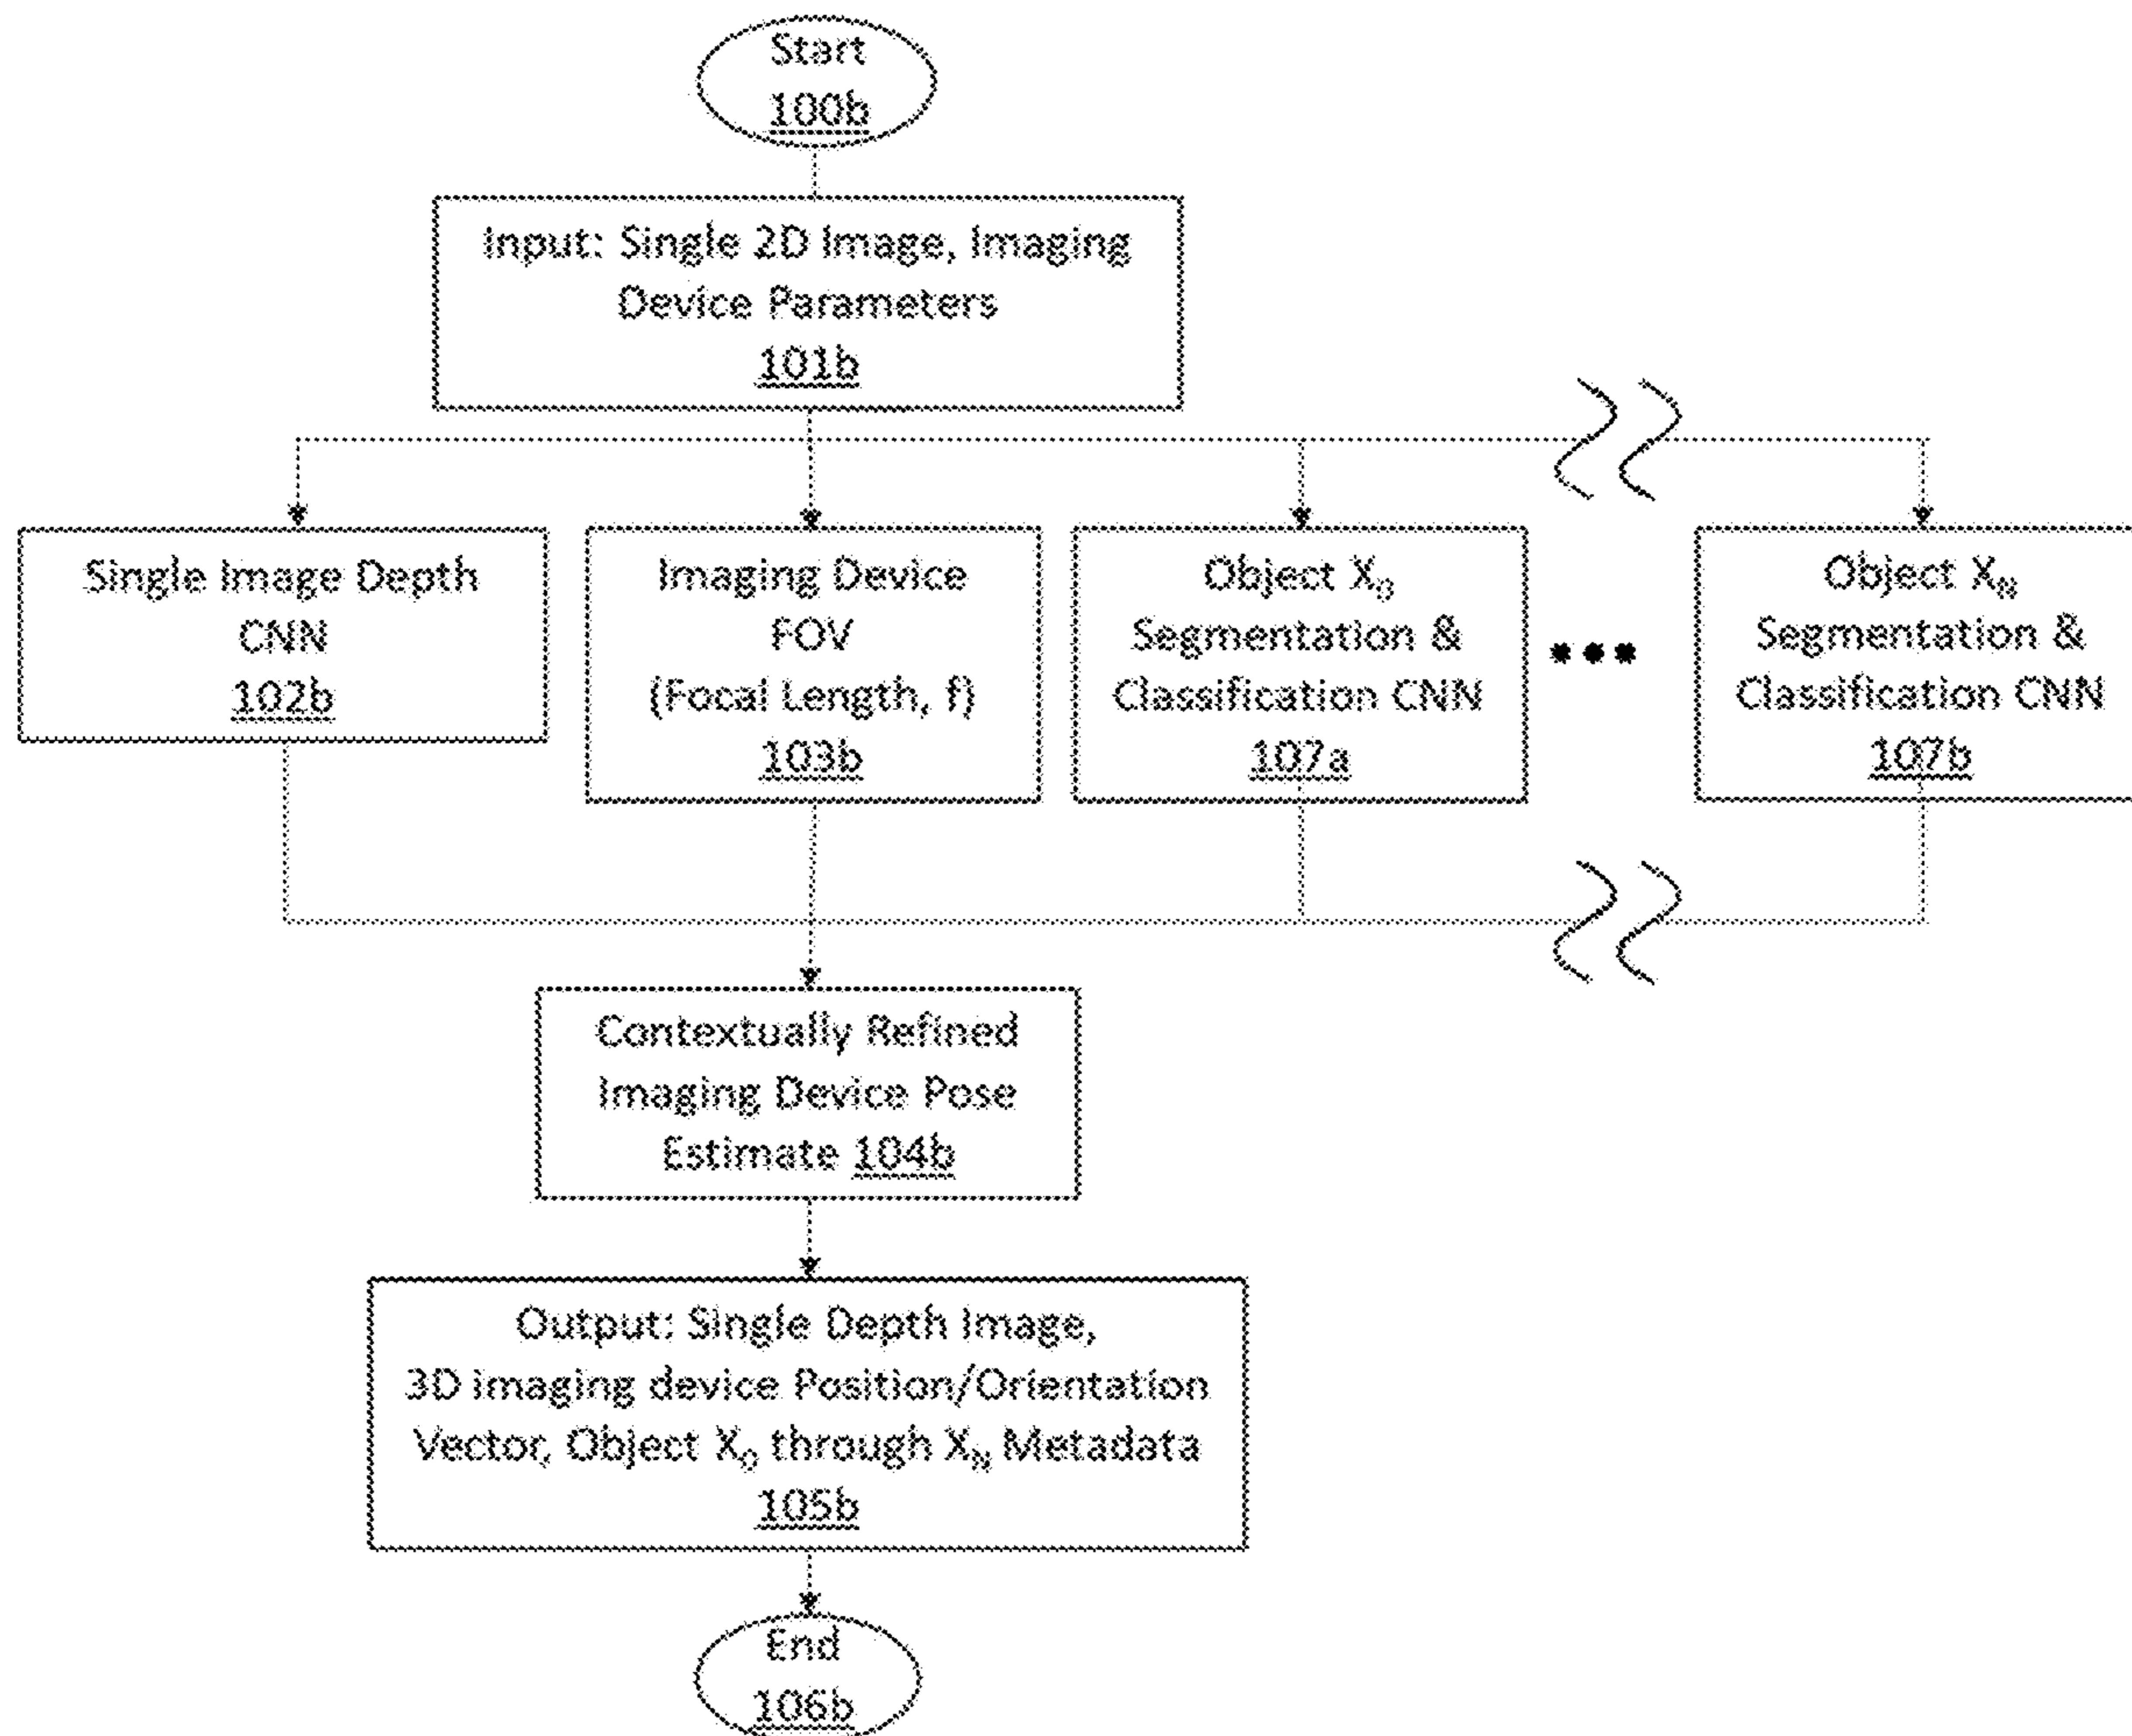 Start
100b
Input: Single 2D Image, Imaging
Device Parameters
101b
Single Image Depth
CNN
102b
Imaging Device
FOV
(Focal Length, f)
103b
Object X₀
Segmentation &
Classification CNN
107a
•••
Object Xₙ
Segmentation &
Classification CNN
107b
Contextually Refined
Imaging Device Pose
Estimate 104b
Output: Single Depth Image,
3D imaging device Position/Orientation
Vector, Object X₀ through Xₙ Metadata
105b
End
106b